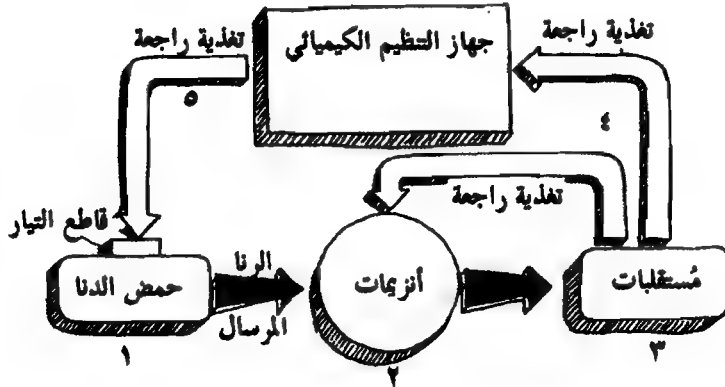 تغذية راجعة
جهاز التنظيم الكيميائي
تغذية راجعة
٥
٤
تغذية راجعة
قاطع التيار
حمض الدنا
الرنا
المرسال
أنزيمات
مُستقلبات
١
٢
٣